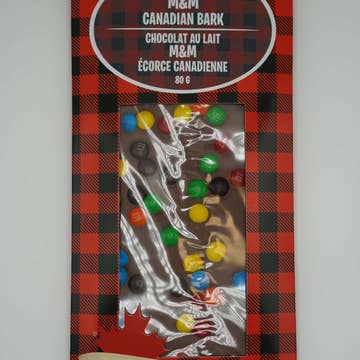 M&M
CANADIAN BARK
CHOCOLAT AU LAIT
M&M
ÉCORCE CANADIENNE
80 G